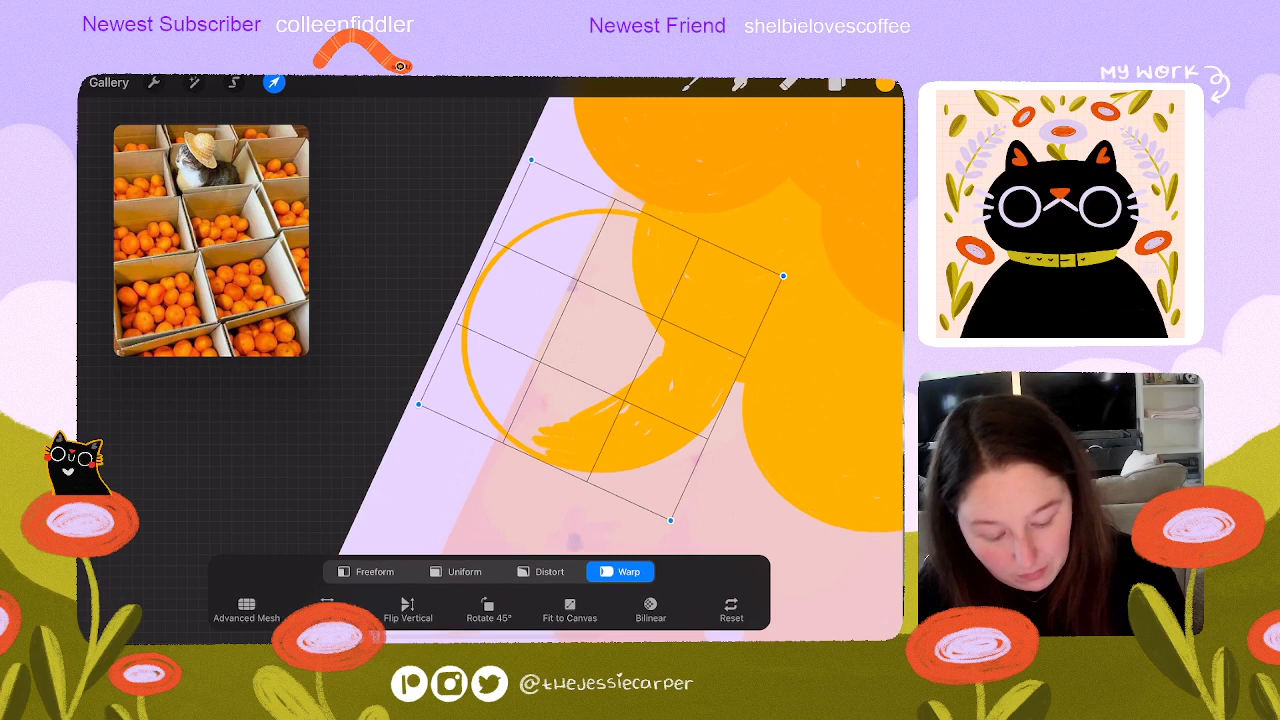 Newest Subscriber colleenfiddler
Newest Friend shelbielovescoffee
MY WORK
Gallery
Freeform Uniform Distort Warp
Advanced Mesh Flip Vertical Rotate 45° Fit to Canvas Bilinear Reset
@thejessiecarper